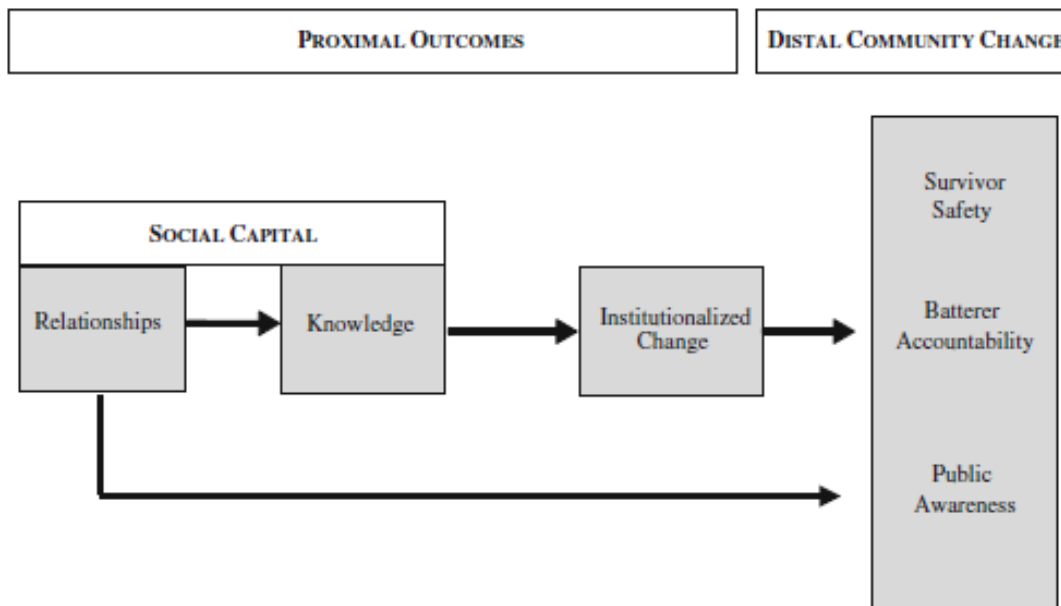 PROXIMAL OUTCOMES
DISTAL COMMUNITY CHANGE
SOCIAL CAPITAL
Relationships
Knowledge
Institutionalized
Change
Survivor
Safety
Batterer
Accountability
Public
Awareness